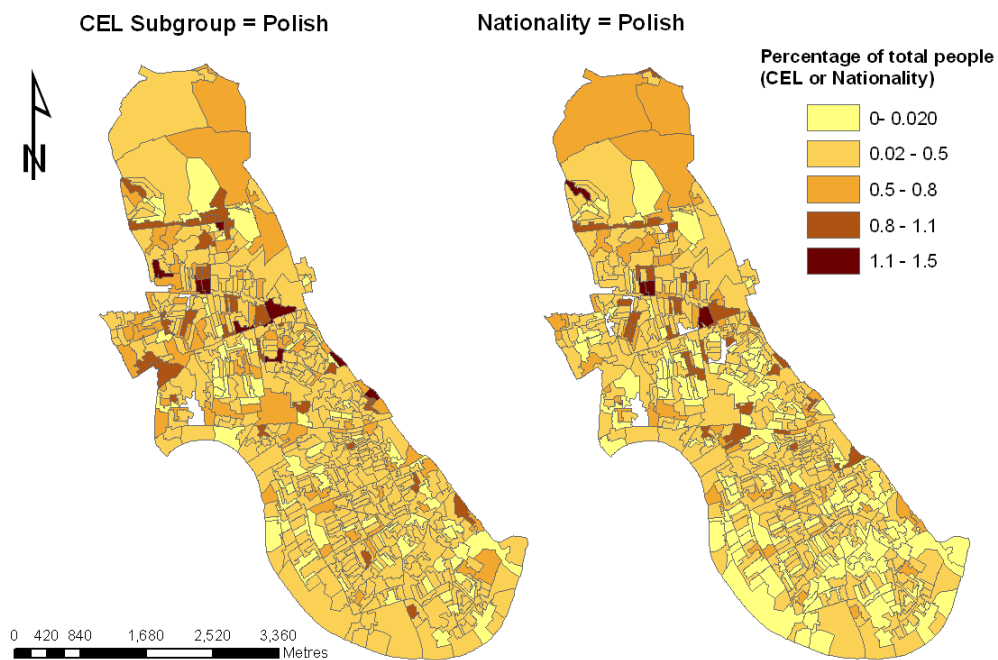 CEL Subgroup = Polish
Nationality = Polish
Percentage of total people
(CEL or Nationality)
0- 0.020
0.02 - 0.5
0.5 - 0.8
0.8 - 1.1
1.1 - 1.5
N
0 420 840 1,680 2,520 3,360
Metres